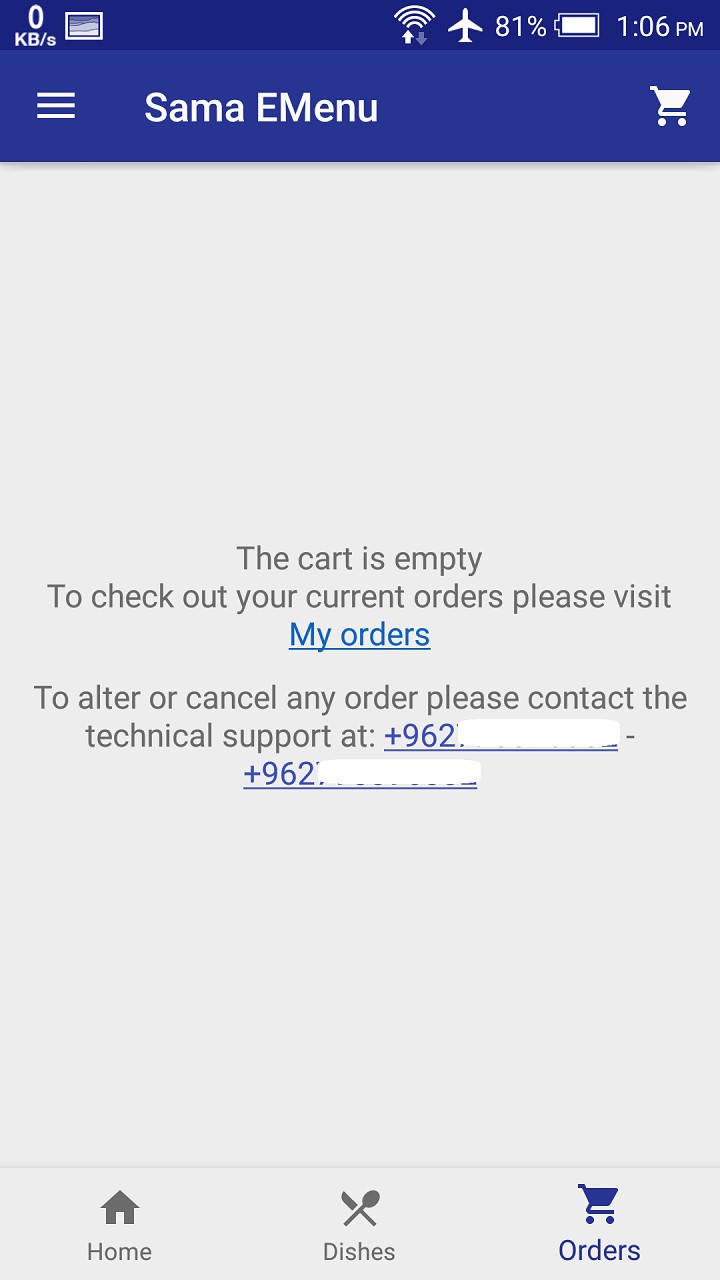 0
KB/s
81%
1:06 PM
Sama EMenu
The cart is empty
To check out your current orders please visit
My orders
To alter or cancel any order please contact the
technical support at: +962 -
+962
Home
Dishes
Orders